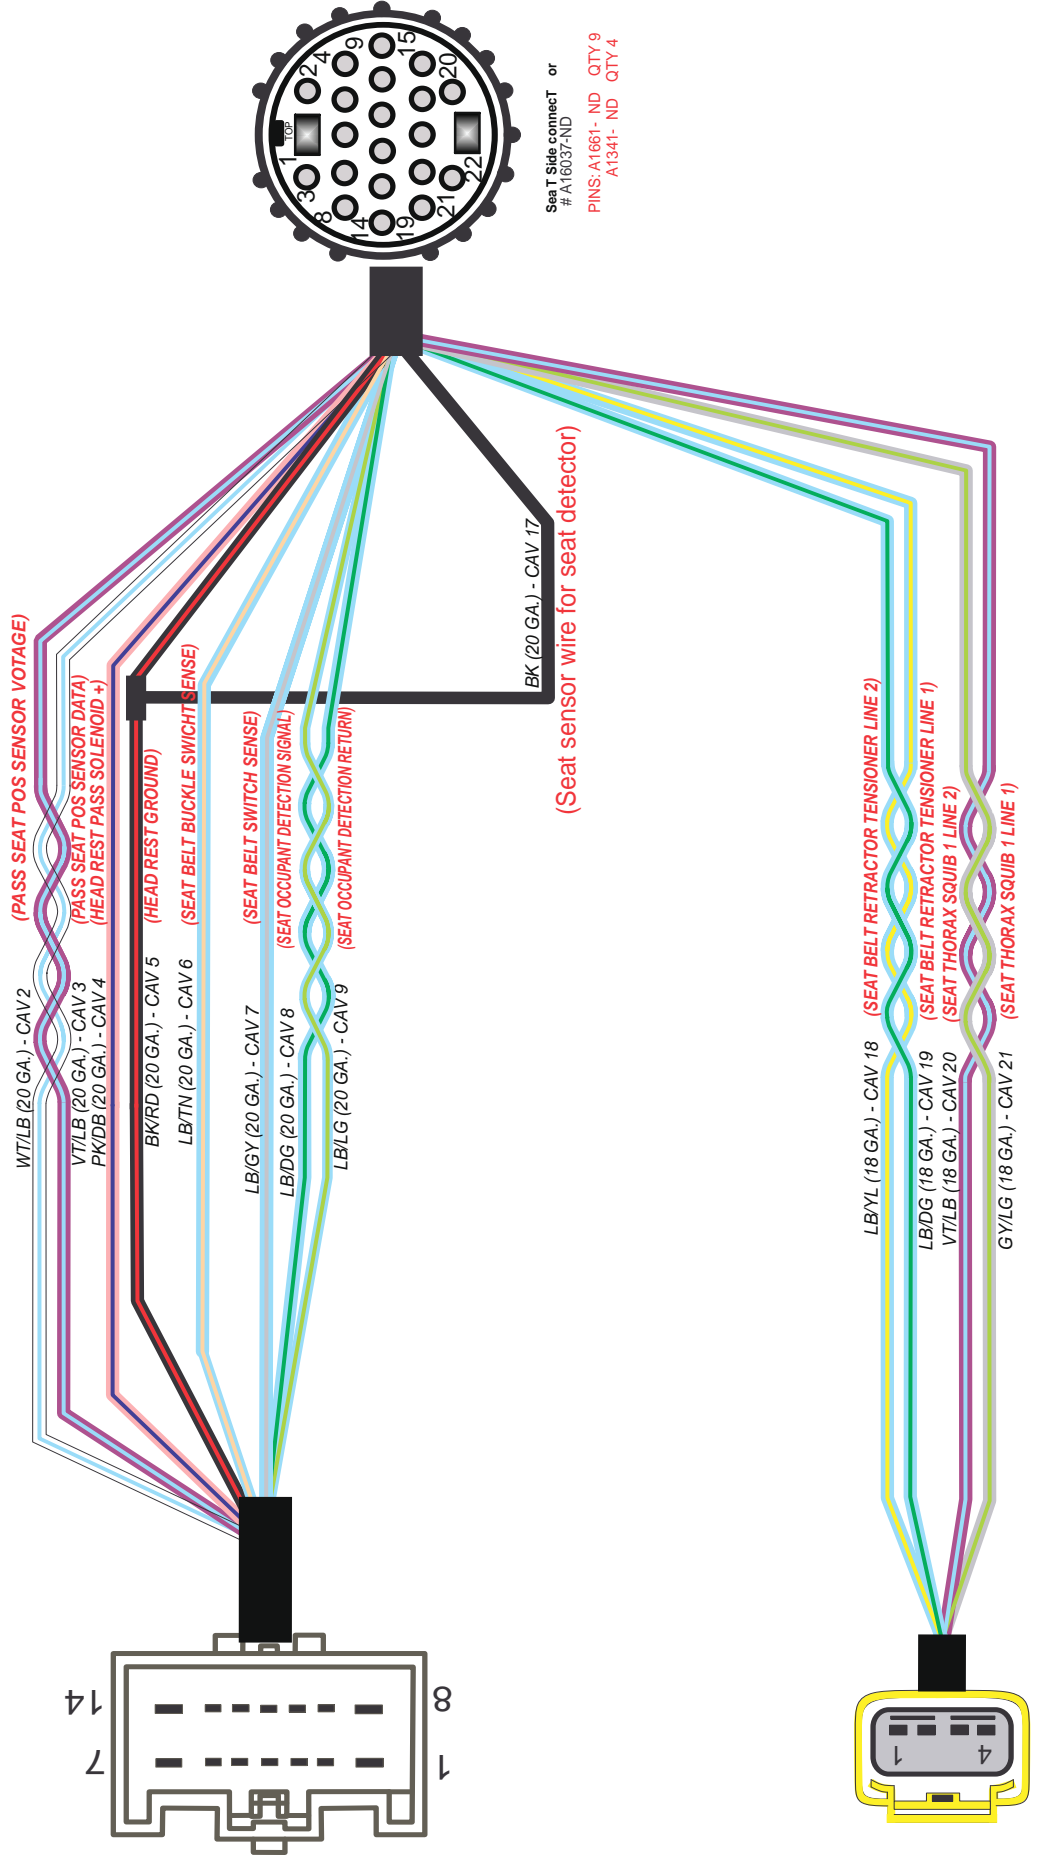 1
2
3
4
8
9
14
15
19
20
21
22
TOP
Sea T Side connecT or
# A16037-ND
PINS: A1661- ND QTY 9
A1341- ND QTY 4
(PASS SEAT POS SENSOR VOTAGE)
WT/LB (20 GA.) - CAV 2
(PASS SEAT POS SENSOR DATA)
VT/LB (20 GA.) - CAV 3
(HEAD REST PASS SOLENOID +)
PK/DB (20 GA.) - CAV 4
(HEAD REST GROUND)
BK/RD (20 GA.) - CAV 5
(SEAT BELT BUCKLE SWICHT SENSE)
LB/TN (20 GA.) - CAV 6
(SEAT BELT SWITCH SENSE)
LB/GY (20 GA.) - CAV 7
(SEAT OCCUPANT DETECTION SIGNAL)
LB/DG (20 GA.) - CAV 8
(SEAT OCCUPANT DETECTION RETURN)
LB/LG (20 GA.) - CAV 9
BK (20 GA.) - CAV 17
(Seat sensor wire for seat detector)
(SEAT BELT RETRACTOR TENSIONER LINE 2)
LB/YL (18 GA.) - CAV 18
(SEAT BELT RETRACTOR TENSIONER LINE 1)
LB/DG (18 GA.) - CAV 19
(SEAT THORAX SQUIB 1 LINE 2)
VT/LB (18 GA.) - CAV 20
(SEAT THORAX SQUIB 1 LINE 1)
GY/LG (18 GA.) - CAV 21
14
8
7
1
1
4